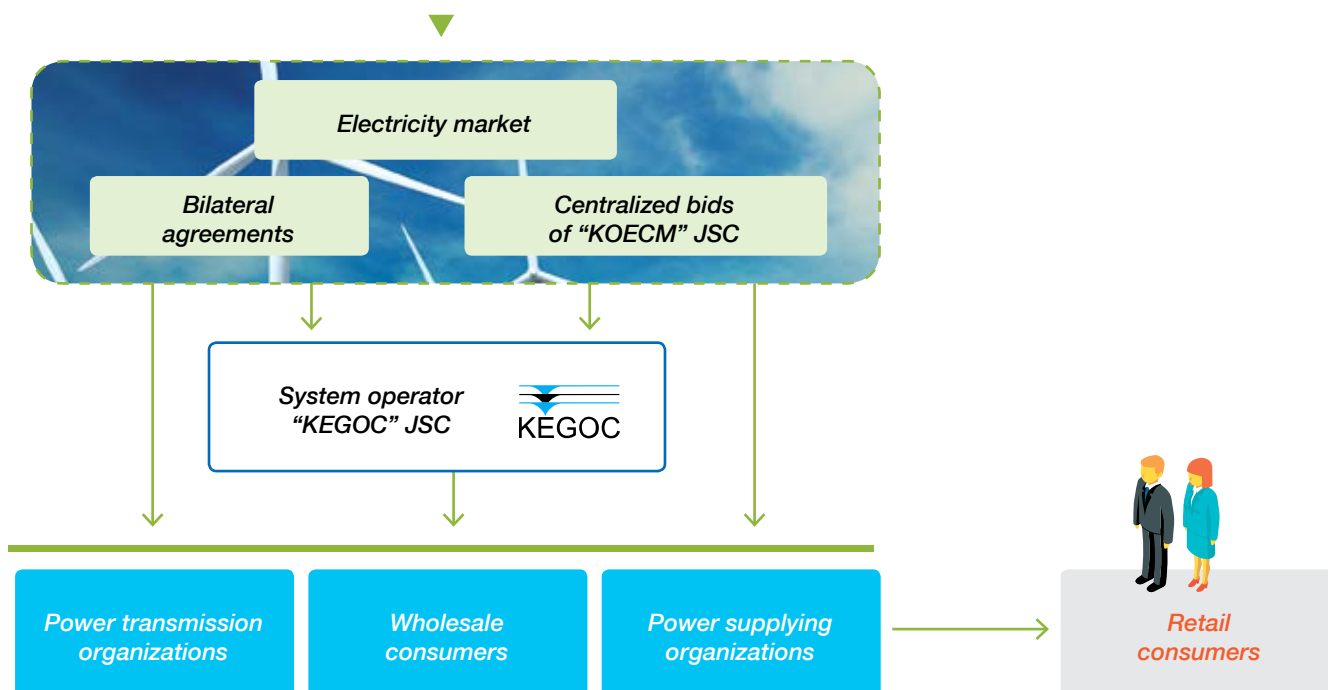 Electricity market
Bilateral
agreements
Centralized bids
of “KOECM” JSC
System operator
“KEGOC” JSC
KEGOC
Power transmission
organizations
Wholesale
consumers
Power supplying
organizations
Retail
consumers